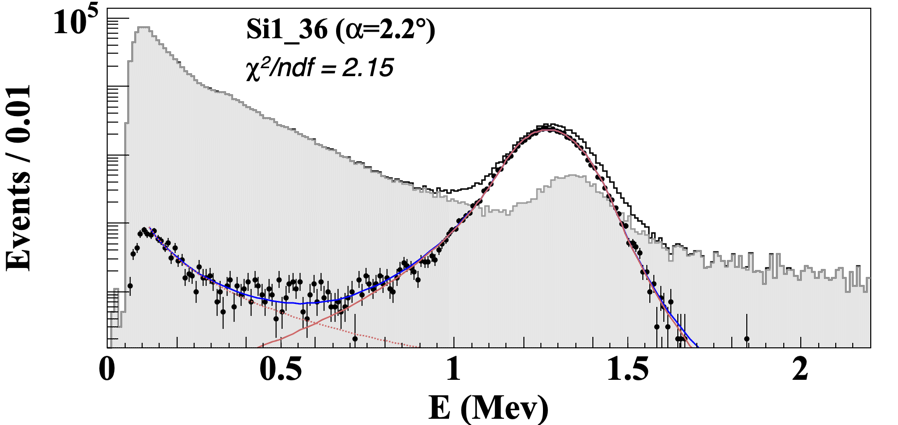 10⁵
Si1_36 (α=2.2°)
χ²/ndf = 2.15
Events / 0.01
0 0.5 1 1.5 2
E (Mev)